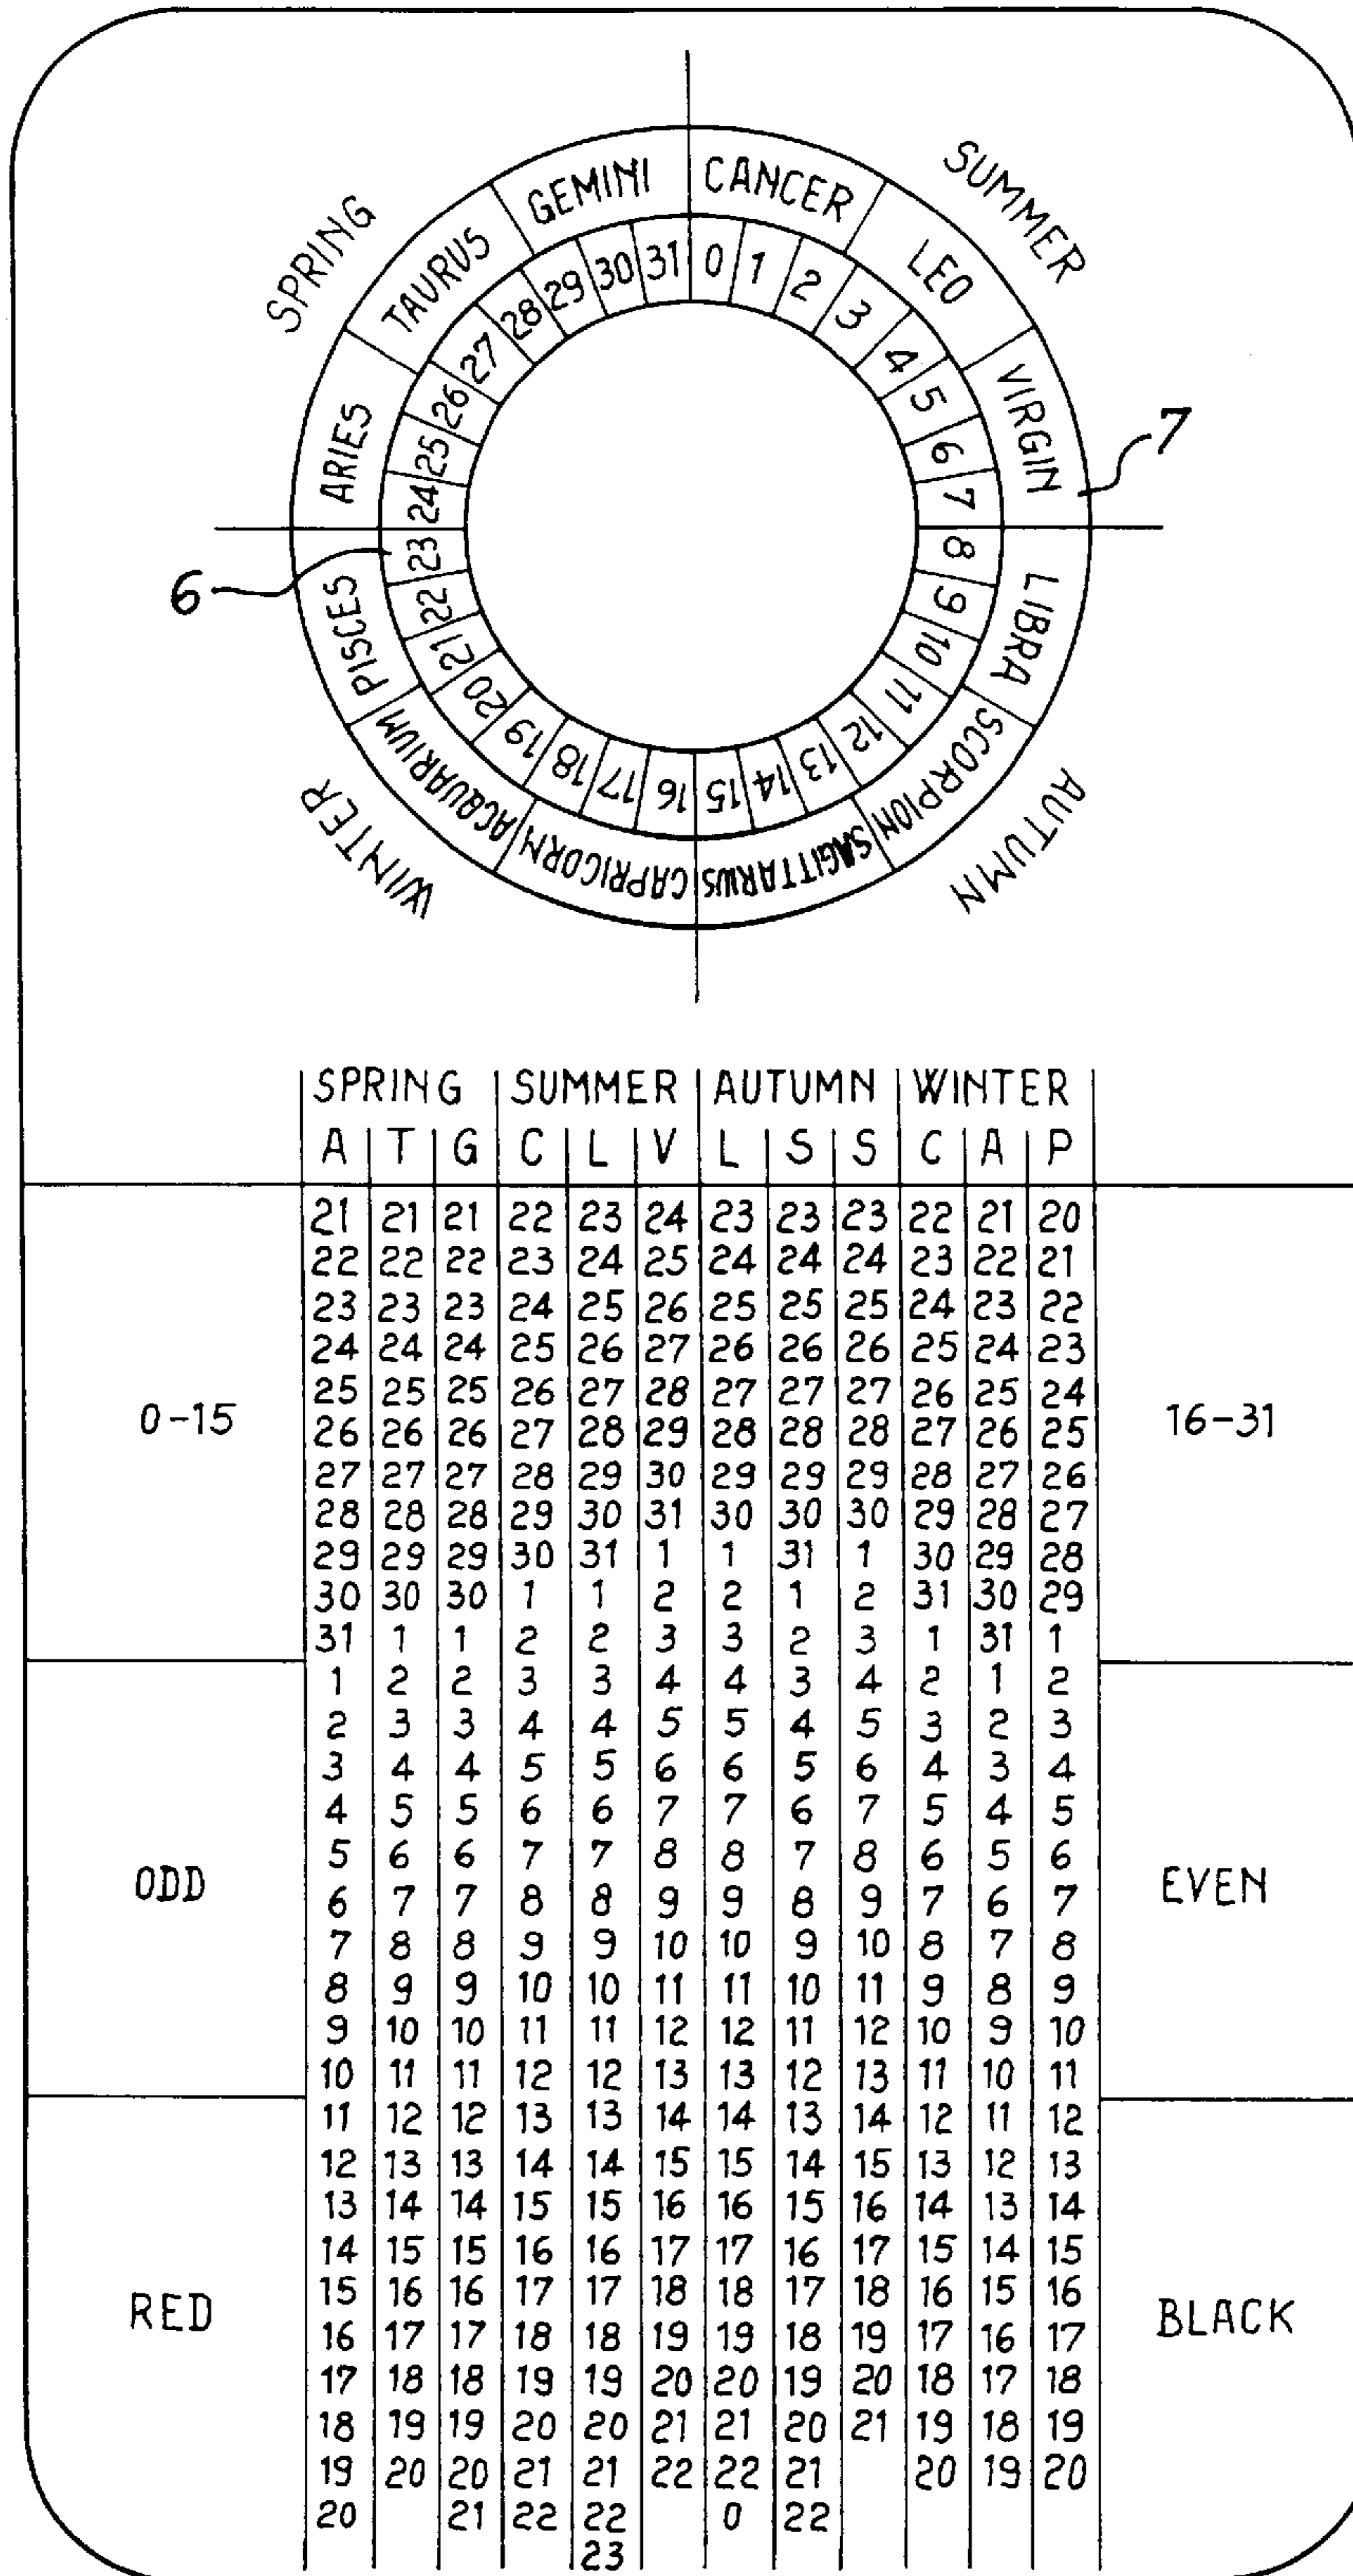 SPRING
SUMMER
GEMINI
CANCER
TAURUS
LEO
ARIES
VIRGIN
31 0 1 2 3 4 5 6 7 8 9 10 11 12 13 14 15 16 17 18 19 20 21 22 23 24 25 26 27 28 29 30
7
6
PISCES
LIBRA
ACQUARIUM
SCORPION
CAPRICORN
SAGITTARIUS
WINTER
AUTUMN
SPRING SUMMER AUTUMN WINTER
A T G C L V L S S C A P
21 21 21 22 23 24 23 23 23 22 21 20
22 22 22 23 24 25 24 24 24 23 22 21
23 23 23 24 25 26 25 25 25 24 23 22
24 24 24 25 26 27 26 26 26 25 24 23
25 25 25 26 27 28 27 27 27 26 25 24
0-15
16-31
26 26 26 27 28 29 28 28 28 27 26 25
27 27 27 28 29 30 29 29 29 28 27 26
28 28 28 29 30 31 30 30 30 29 28 27
29 29 29 30 31 1 1 31 1 30 29 28
30 30 30 1 1 2 2 1 2 31 30 29
31 1 1 2 2 3 3 2 3 1 31 1
1 2 2 3 3 4 4 3 4 2 1 2
2 3 3 4 4 5 5 4 5 3 2 3
3 4 4 5 5 6 6 5 6 4 3 4
4 5 5 6 6 7 7 6 7 5 4 5
5 6 6 7 7 8 8 7 8 6 5 6
ODD
EVEN
6 7 7 8 8 9 9 8 9 7 6 7
7 8 8 9 9 10 10 9 10 8 7 8
8 9 9 10 10 11 11 10 11 9 8 9
9 10 10 11 11 12 12 11 12 10 9 10
10 11 11 12 12 13 13 12 13 11 10 11
11 12 12 13 13 14 14 13 14 12 11 12
12 13 13 14 14 15 15 14 15 13 12 13
13 14 14 15 15 16 16 15 16 14 13 14
14 15 15 16 16 17 17 16 17 15 14 15
15 16 16 17 17 18 18 17 18 16 15 16
RED
BLACK
16 17 17 18 18 19 19 18 19 17 16 17
17 18 18 19 19 20 20 19 20 18 17 18
18 19 19 20 20 21 21 20 21 19 18 19
19 20 20 21 21 22 22 21 20 19 20
20 21 22 22 0 22
23